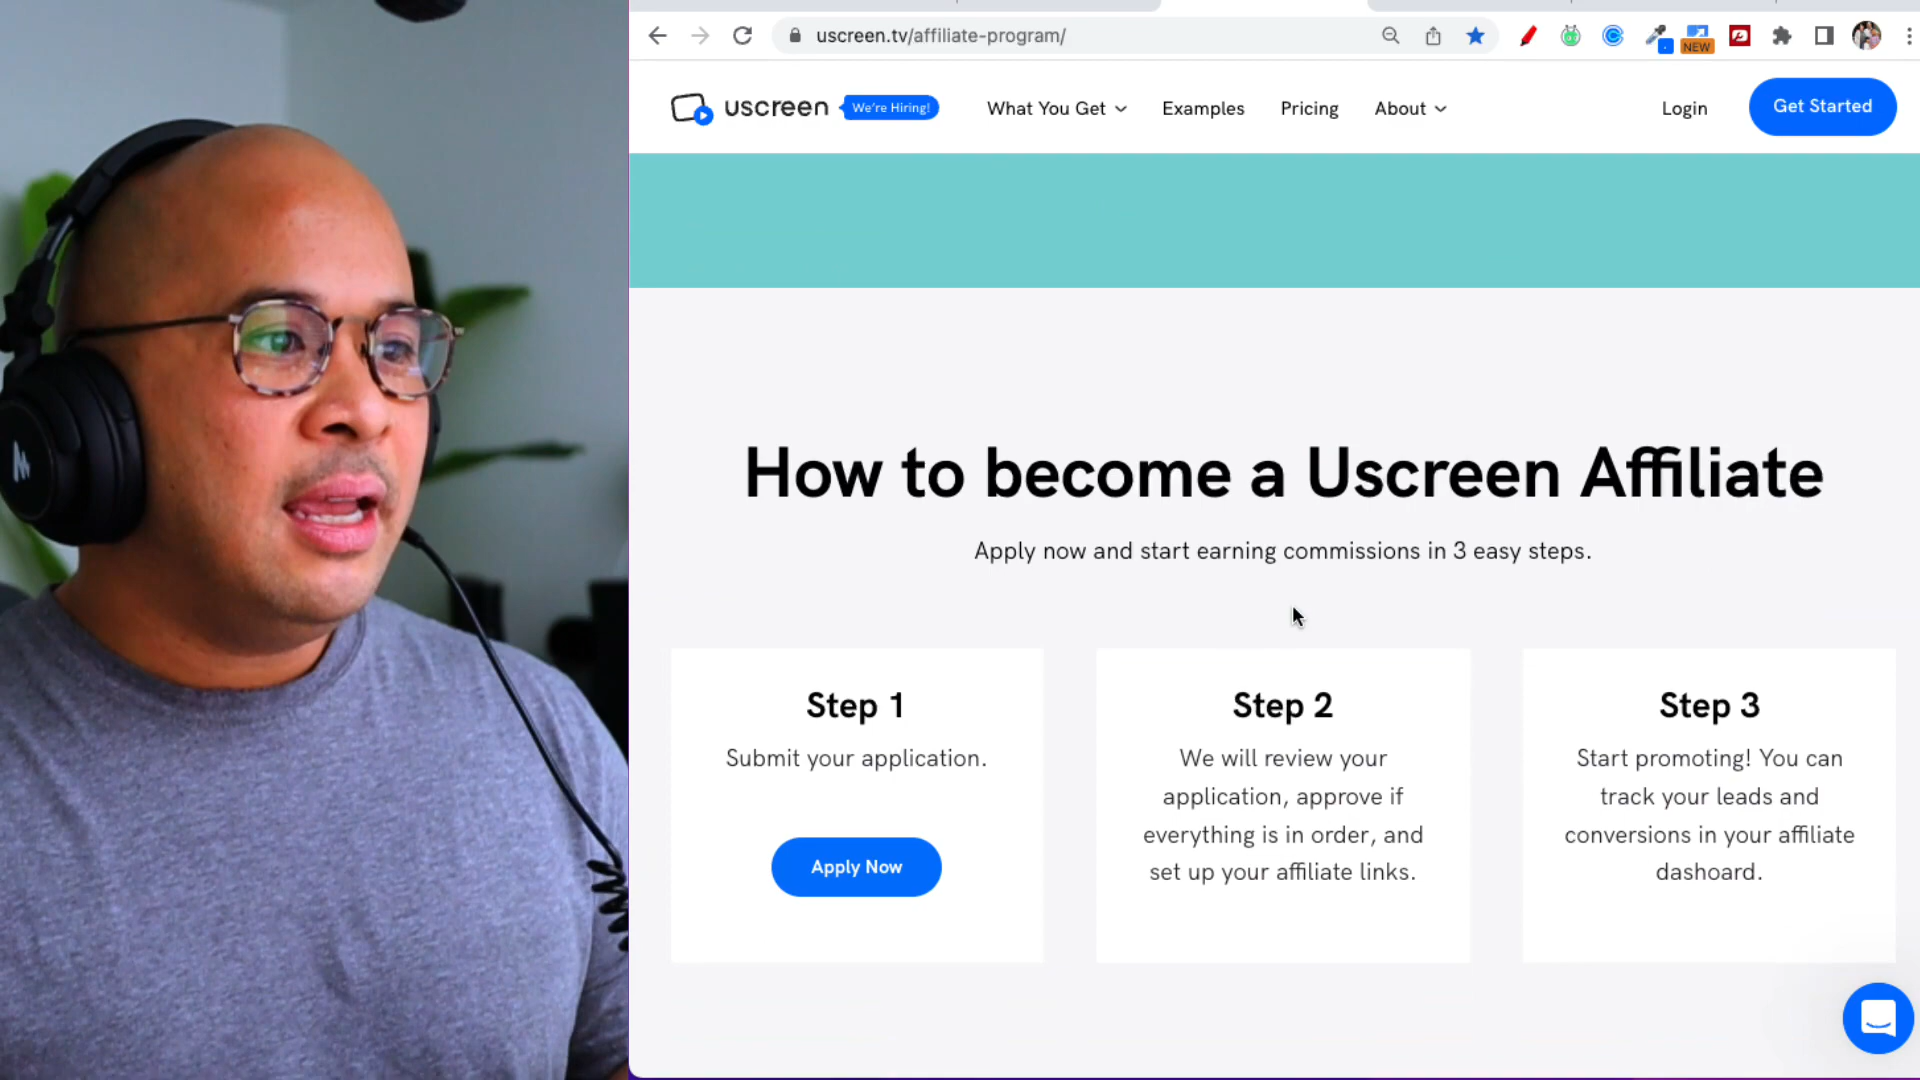 uscreen.tv/affiliate-program/
NEW
uscreen We're Hiring! What You Get Examples Pricing About Login Get Started
How to become a Uscreen Affiliate
Apply now and start earning commissions in 3 easy steps.
Step 1
Submit your application.
Apply Now
Step 2
We will review your
application, approve if
everything is in order, and
set up your affiliate links.
Step 3
Start promoting! You can
track your leads and
conversions in your affiliate
dashoard.